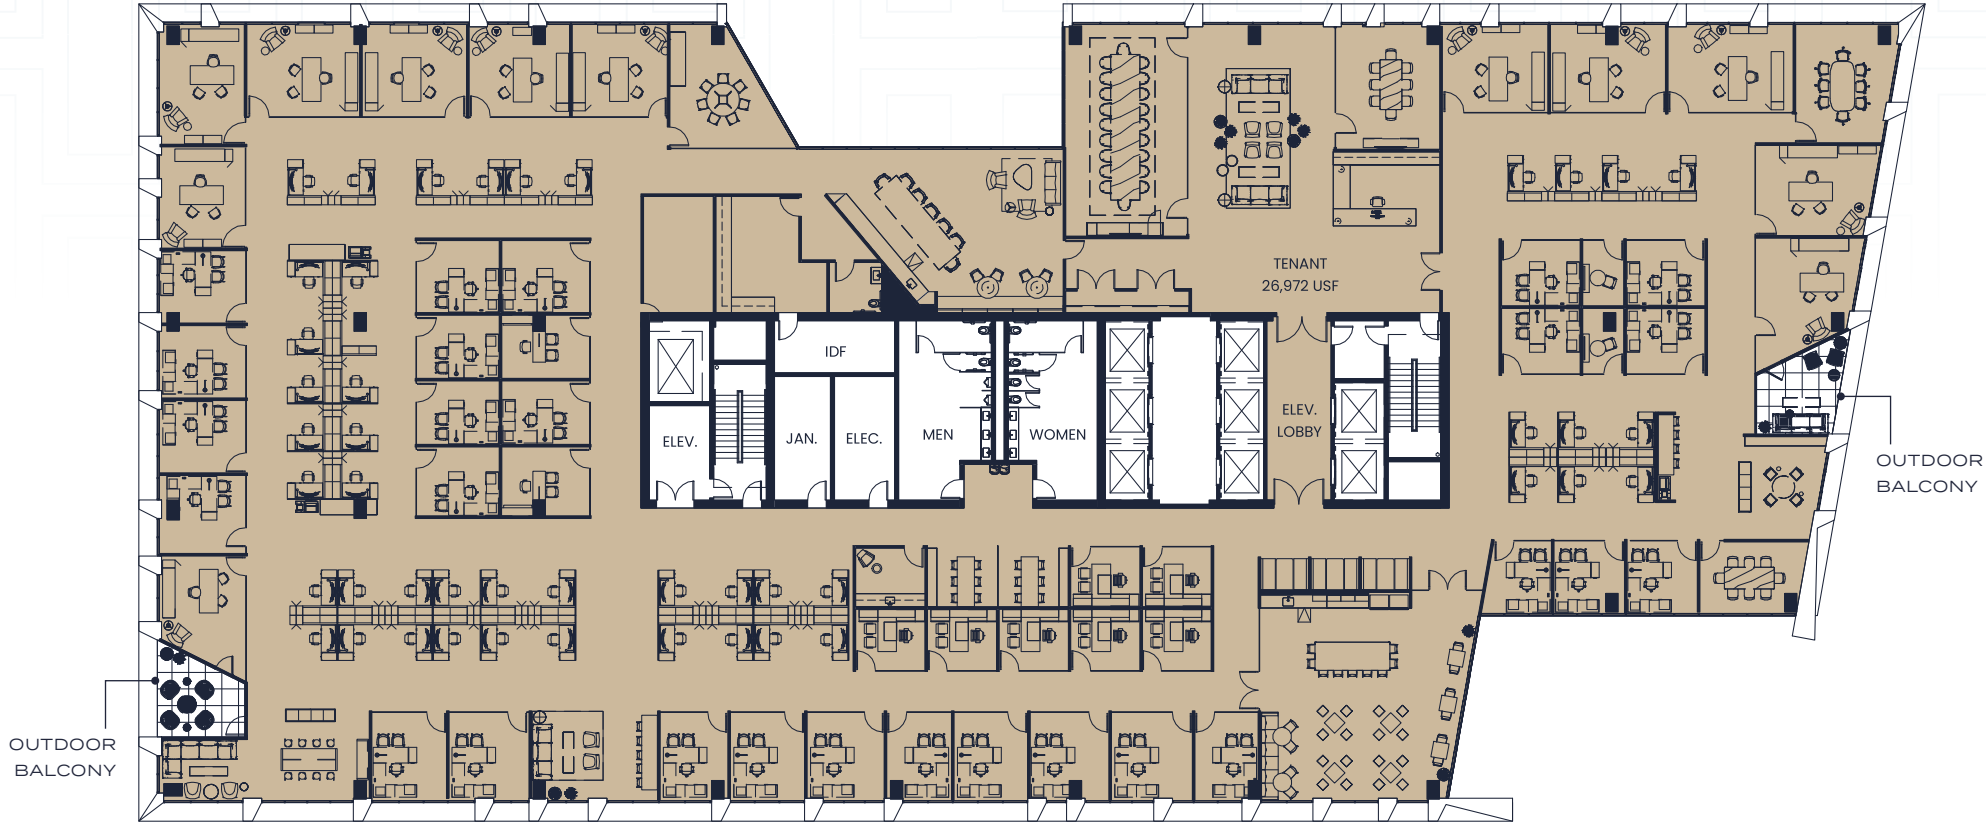 TENANT
26,972 USF
IDF
ELEV.
JAN.
ELEC.
MEN
WOMEN
ELEV.
LOBBY
OUTDOOR
BALCONY
OUTDOOR
BALCONY